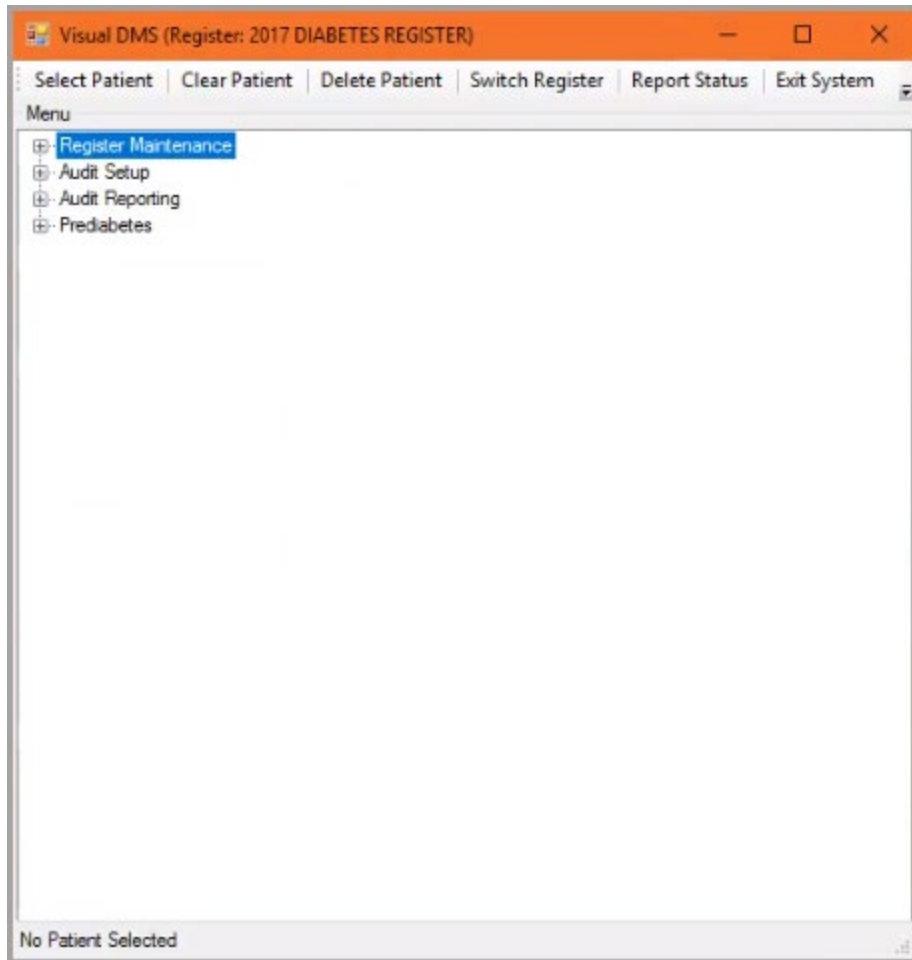 Visual DMS (Register: 2017 DIABETES REGISTER)
Select Patient Clear Patient Delete Patient Switch Register Report Status Exit System
Menu
Register Maintenance
Audit Setup
Audit Reporting
Prediabetes
No Patient Selected